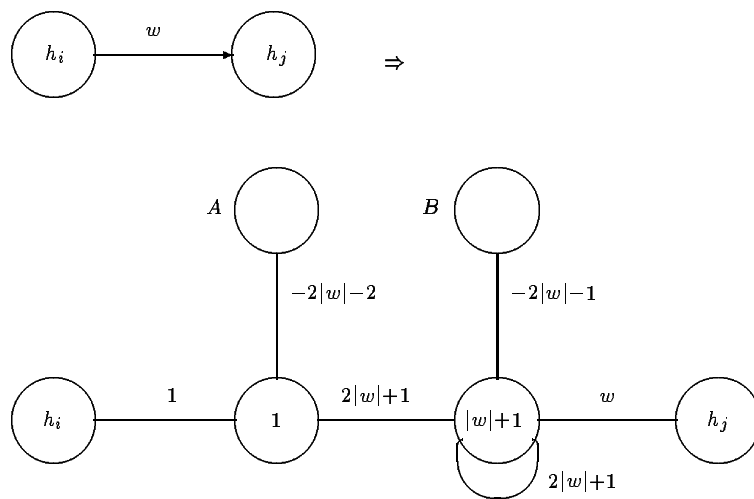 w
h_i h_j ⇒
A B
−2|w|−2 −2|w|−1
1 2|w|+1 w
h_i 1 |w|+1 h_j
2|w|+1